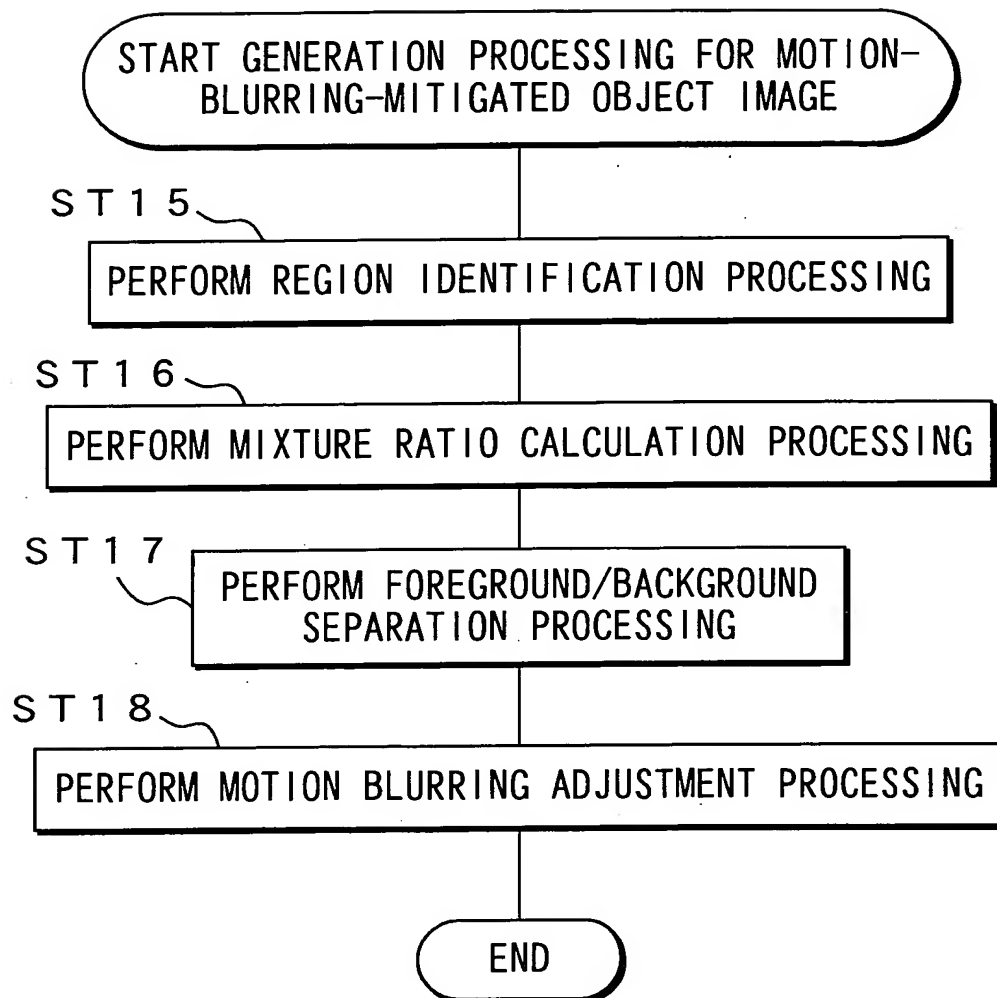 START GENERATION PROCESSING FOR MOTION-
BLURRING-MITIGATED OBJECT IMAGE
ST15
PERFORM REGION IDENTIFICATION PROCESSING
ST16
PERFORM MIXTURE RATIO CALCULATION PROCESSING
ST17
PERFORM FOREGROUND/BACKGROUND
SEPARATION PROCESSING
ST18
PERFORM MOTION BLURRING ADJUSTMENT PROCESSING
END